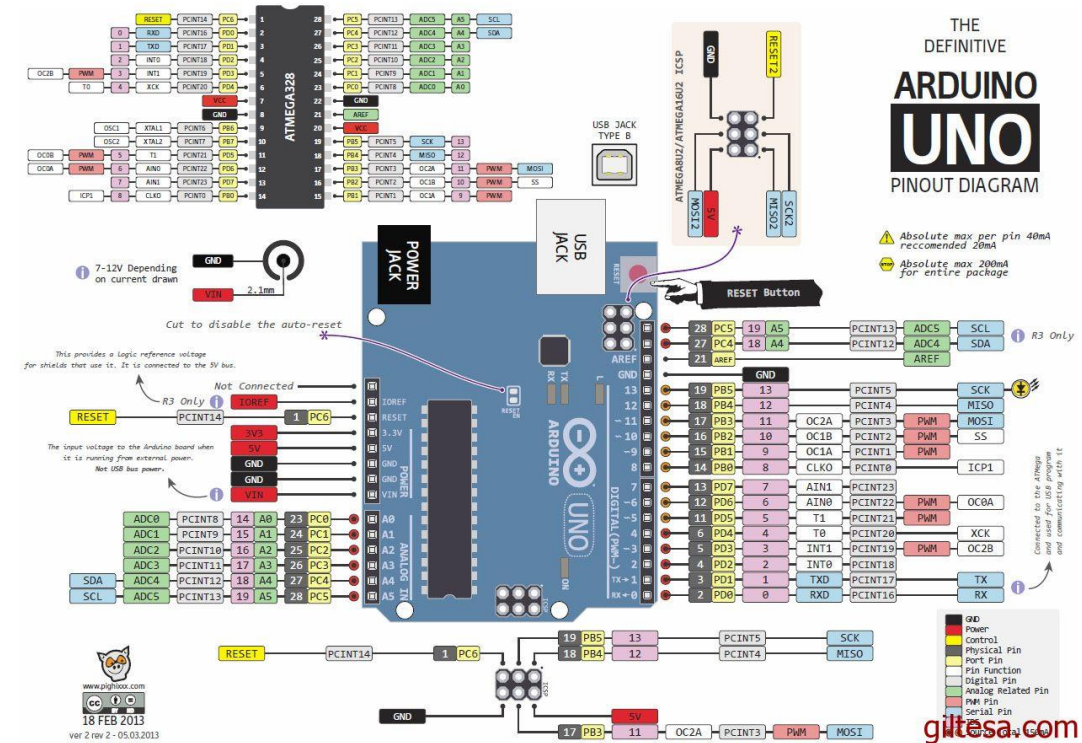 THE
DEFINITIVE
ARDUINO
UNO
PINOUT DIAGRAM
Absolute max per pin 40mA
reccomended 20mA
Absolute max 200mA
for entire package
ATMEGA328
RESET PCINT14 PC6 1
0 RXD PCINT16 PD0 2
1 TXD PCINT17 PD1 3
2 INT0 PCINT18 PD2 4
OC2B PWM 3 INT1 PCINT19 PD3 5
T0 4 XCK PCINT20 PD4 6
VCC 7
GND 8
OSC1 XTAL1 PCINT6 PB6 9
OSC2 XTAL2 PCINT7 PB7 10
OC0B PWM 5 T1 PCINT21 PD5 11
OC0A PWM 6 AIN0 PCINT22 PD6 12
7 AIN1 PCINT23 PD7 13
ICP1 8 CLKO PCINT0 PB0 14
28 PC5 PCINT13 ADC5 A5 SCL
27 PC4 PCINT12 ADC4 A4 SDA
26 PC3 PCINT11 ADC3 A3
25 PC2 PCINT10 ADC2 A2
24 PC1 PCINT9 ADC1 A1
23 PC0 PCINT8 ADC0 A0
22 GND
21 AREF
20 VCC
19 PB5 PCINT5 SCK 13
18 PB4 PCINT4 MISO 12
17 PB3 PCINT3 OC2A 11 PWM MOSI
16 PB2 PCINT2 OC1B 10 PWM SS
15 PB1 PCINT1 OC1A 9 PWM
USB JACK
TYPE B
ATMEGA8U2/ATMEGA16U2 ICSP
GND
RESET2
MOSI2
5V
MISO2
SCK2
7-12V Depending
on current drawn
GND
VIN
2.1mm
POWER
JACK
USB
JACK
RESET
RESET Button
Cut to disable the auto-reset
This provides a Logic reference voltage
for shields that use it. It is connected to the 5V bus.
Not Connected
R3 Only IOREF
RESET PCINT14 1 PC6
3V3
5V
GND
GND
VIN
The input voltage to the Arduino board when
it is running from external power.
Not USB bus power.
ADC0 PCINT8 14 A0 23 PC0
ADC1 PCINT9 15 A1 24 PC1
ADC2 PCINT10 16 A2 25 PC2
ADC3 PCINT11 17 A3 26 PC3
SDA ADC4 PCINT12 18 A4 27 PC4
SCL ADC5 PCINT13 19 A5 28 PC5
IOREF
RESET
3.3V
5V
GND
GND
VIN
POWER
A0
A1
A2
A3
A4
A5
ANALOG IN
RESET
EN
RX
TX
L
ARDUINO
UNO
ON
ICSP
AREF
GND
13
12
~11
~10
~9
8
7
~6
~5
4
~3
2
TX→1
RX←0
DIGITAL(PWM~)
28 PC5 19 A5 PCINT13 ADC5 SCL
27 PC4 18 A4 PCINT12 ADC4 SDA
R3 Only
21 AREF AREF
GND
19 PB5 13 PCINT5 SCK
18 PB4 12 PCINT4 MISO
17 PB3 11 OC2A PCINT3 PWM MOSI
16 PB2 10 OC1B PCINT2 PWM SS
15 PB1 9 OC1A PCINT1 PWM
14 PB0 8 CLKO PCINT0 ICP1
13 PD7 7 AIN1 PCINT23
12 PD6 6 AIN0 PCINT22 PWM OC0A
11 PD5 5 T1 PCINT21 PWM
6 PD4 4 T0 PCINT20 XCK
5 PD3 3 INT1 PCINT19 PWM OC2B
4 PD2 2 INT0 PCINT18
3 PD1 1 TXD PCINT17 TX
2 PD0 0 RXD PCINT16 RX
Connected to the ATMega
and used for USB program
and communicating with it
RESET PCINT14 1 PC6
19 PB5 13 PCINT5 SCK
18 PB4 12 PCINT4 MISO
ICSP
GND
5V
17 PB3 11 OC2A PCINT3 PWM MOSI
www.pighixxx.com
cc BY ND
18 FEB 2013
ver 2 rev 2 - 05.03.2013
GND
Power
Control
Physical Pin
Port Pin
Pin Function
Digital Pin
Analog Related Pin
PWM Pin
Serial Pin
IDE
Source Total 150mA
giltesa.com